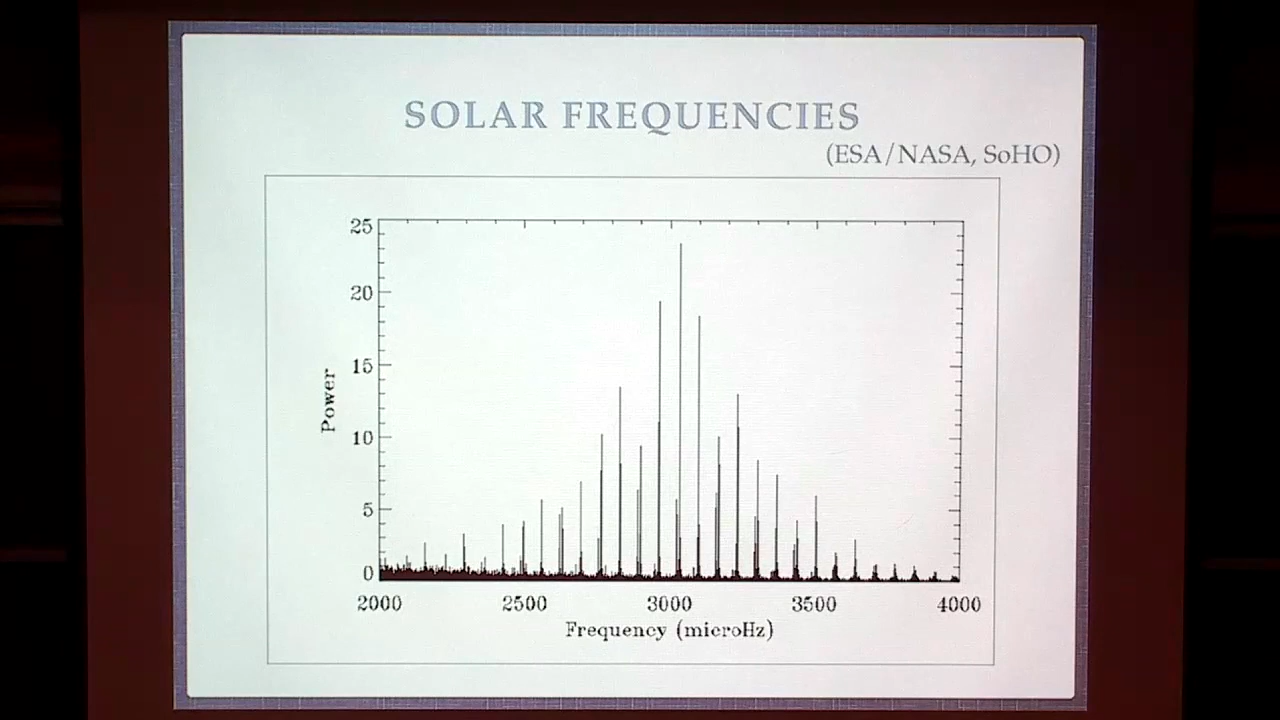 SOLAR FREQUENCIES
(ESA/NASA, SoHO)
25
20
15
10
5
0
Power
2000 2500 3000 3500 4000
Frequency (microHz)